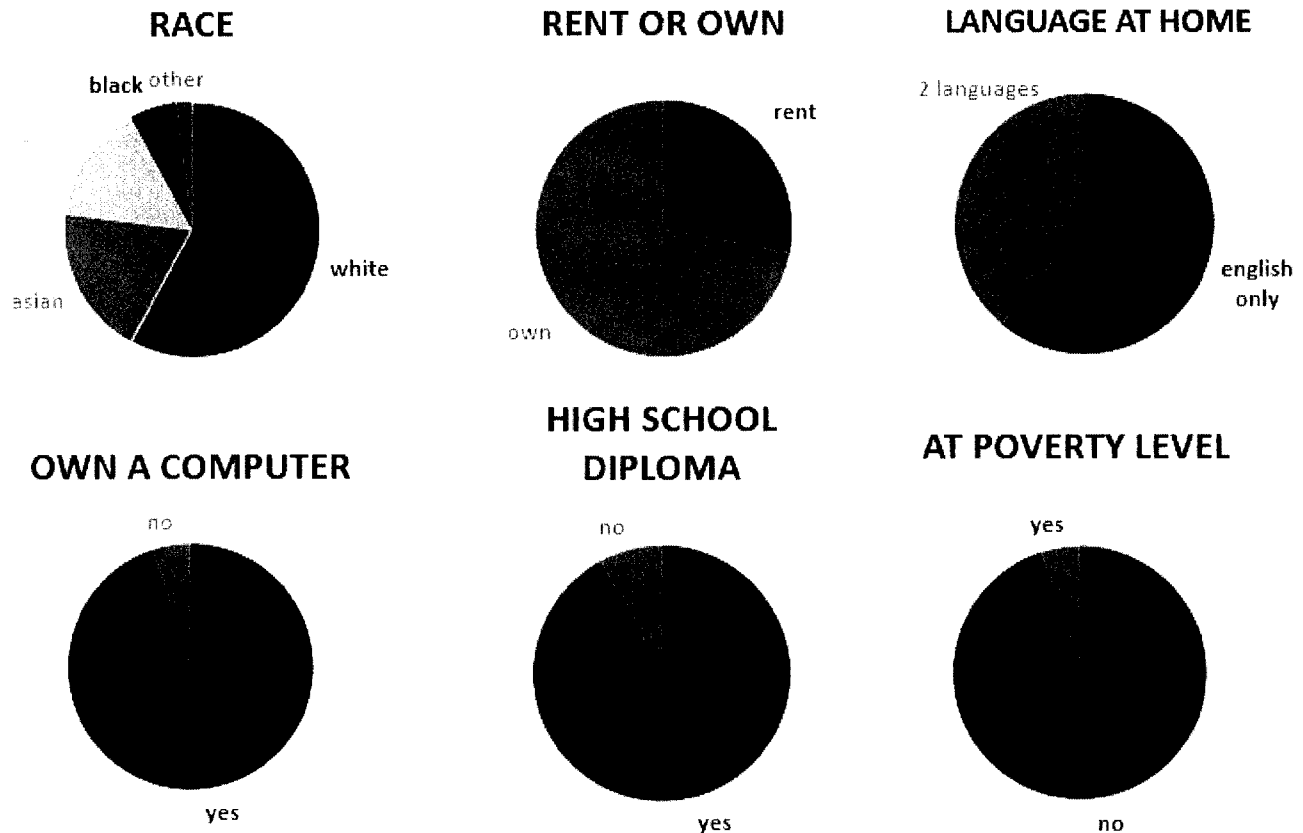 RACE
black other
white
asian
RENT OR OWN
rent
own
LANGUAGE AT HOME
2 languages
english
only
OWN A COMPUTER
no
yes
HIGH SCHOOL
DIPLOMA
no
yes
AT POVERTY LEVEL
yes
no